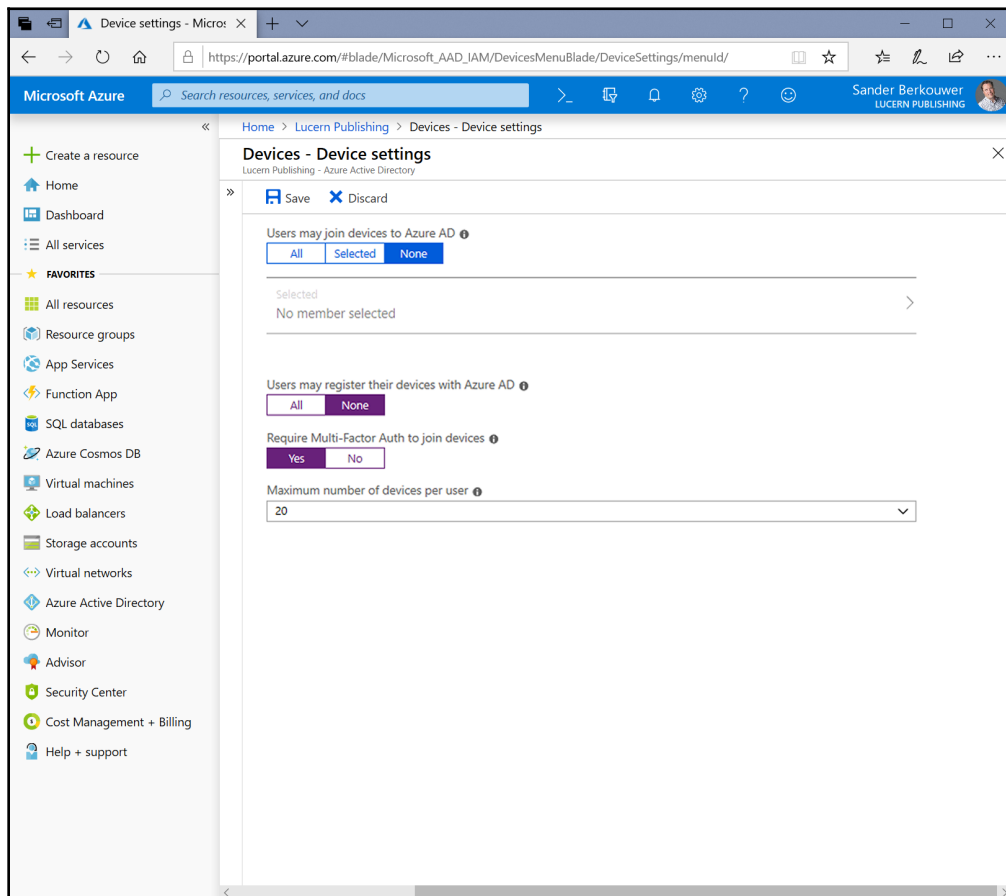 Device settings - Micros
https://portal.azure.com/#blade/Microsoft_AAD_IAM/DevicesMenuBlade/DeviceSettings/menuId/
Microsoft Azure
Search resources, services, and docs
Sander Berkouwer
LUCERN PUBLISHING
Home > Lucern Publishing > Devices - Device settings
Create a resource
Home
Dashboard
All services
FAVORITES
All resources
Resource groups
App Services
Function App
SQL databases
Azure Cosmos DB
Virtual machines
Load balancers
Storage accounts
Virtual networks
Azure Active Directory
Monitor
Advisor
Security Center
Cost Management + Billing
Help + support
Devices - Device settings
Lucern Publishing - Azure Active Directory
Save Discard
Users may join devices to Azure AD
All Selected None
Selected
No member selected
Users may register their devices with Azure AD
All None
Require Multi-Factor Auth to join devices
Yes No
Maximum number of devices per user
20